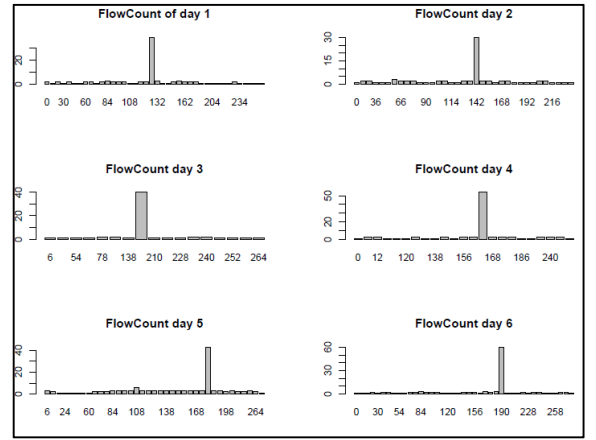 FlowCount of day 1
0 20
0 30 60 84 108 132 162 204 234
FlowCount day 2
0 15 30
0 36 66 90 114 142 168 192 216
FlowCount day 3
0 20 40
6 54 78 138 210 228 240 252 264
FlowCount day 4
0 20 50
0 12 120 138 156 168 186 240
FlowCount day 5
0 20 40
6 24 60 84 108 138 168 198 264
FlowCount day 6
0 30 60
0 30 54 84 120 156 190 228 258